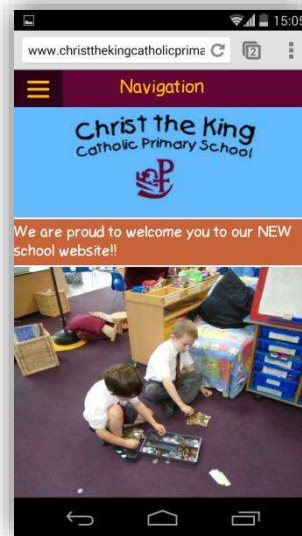 15:05
www.christthekingcatholicprima
2
Navigation
Christ the King
Catholic Primary School
We are proud to welcome you to our NEW
school website!!